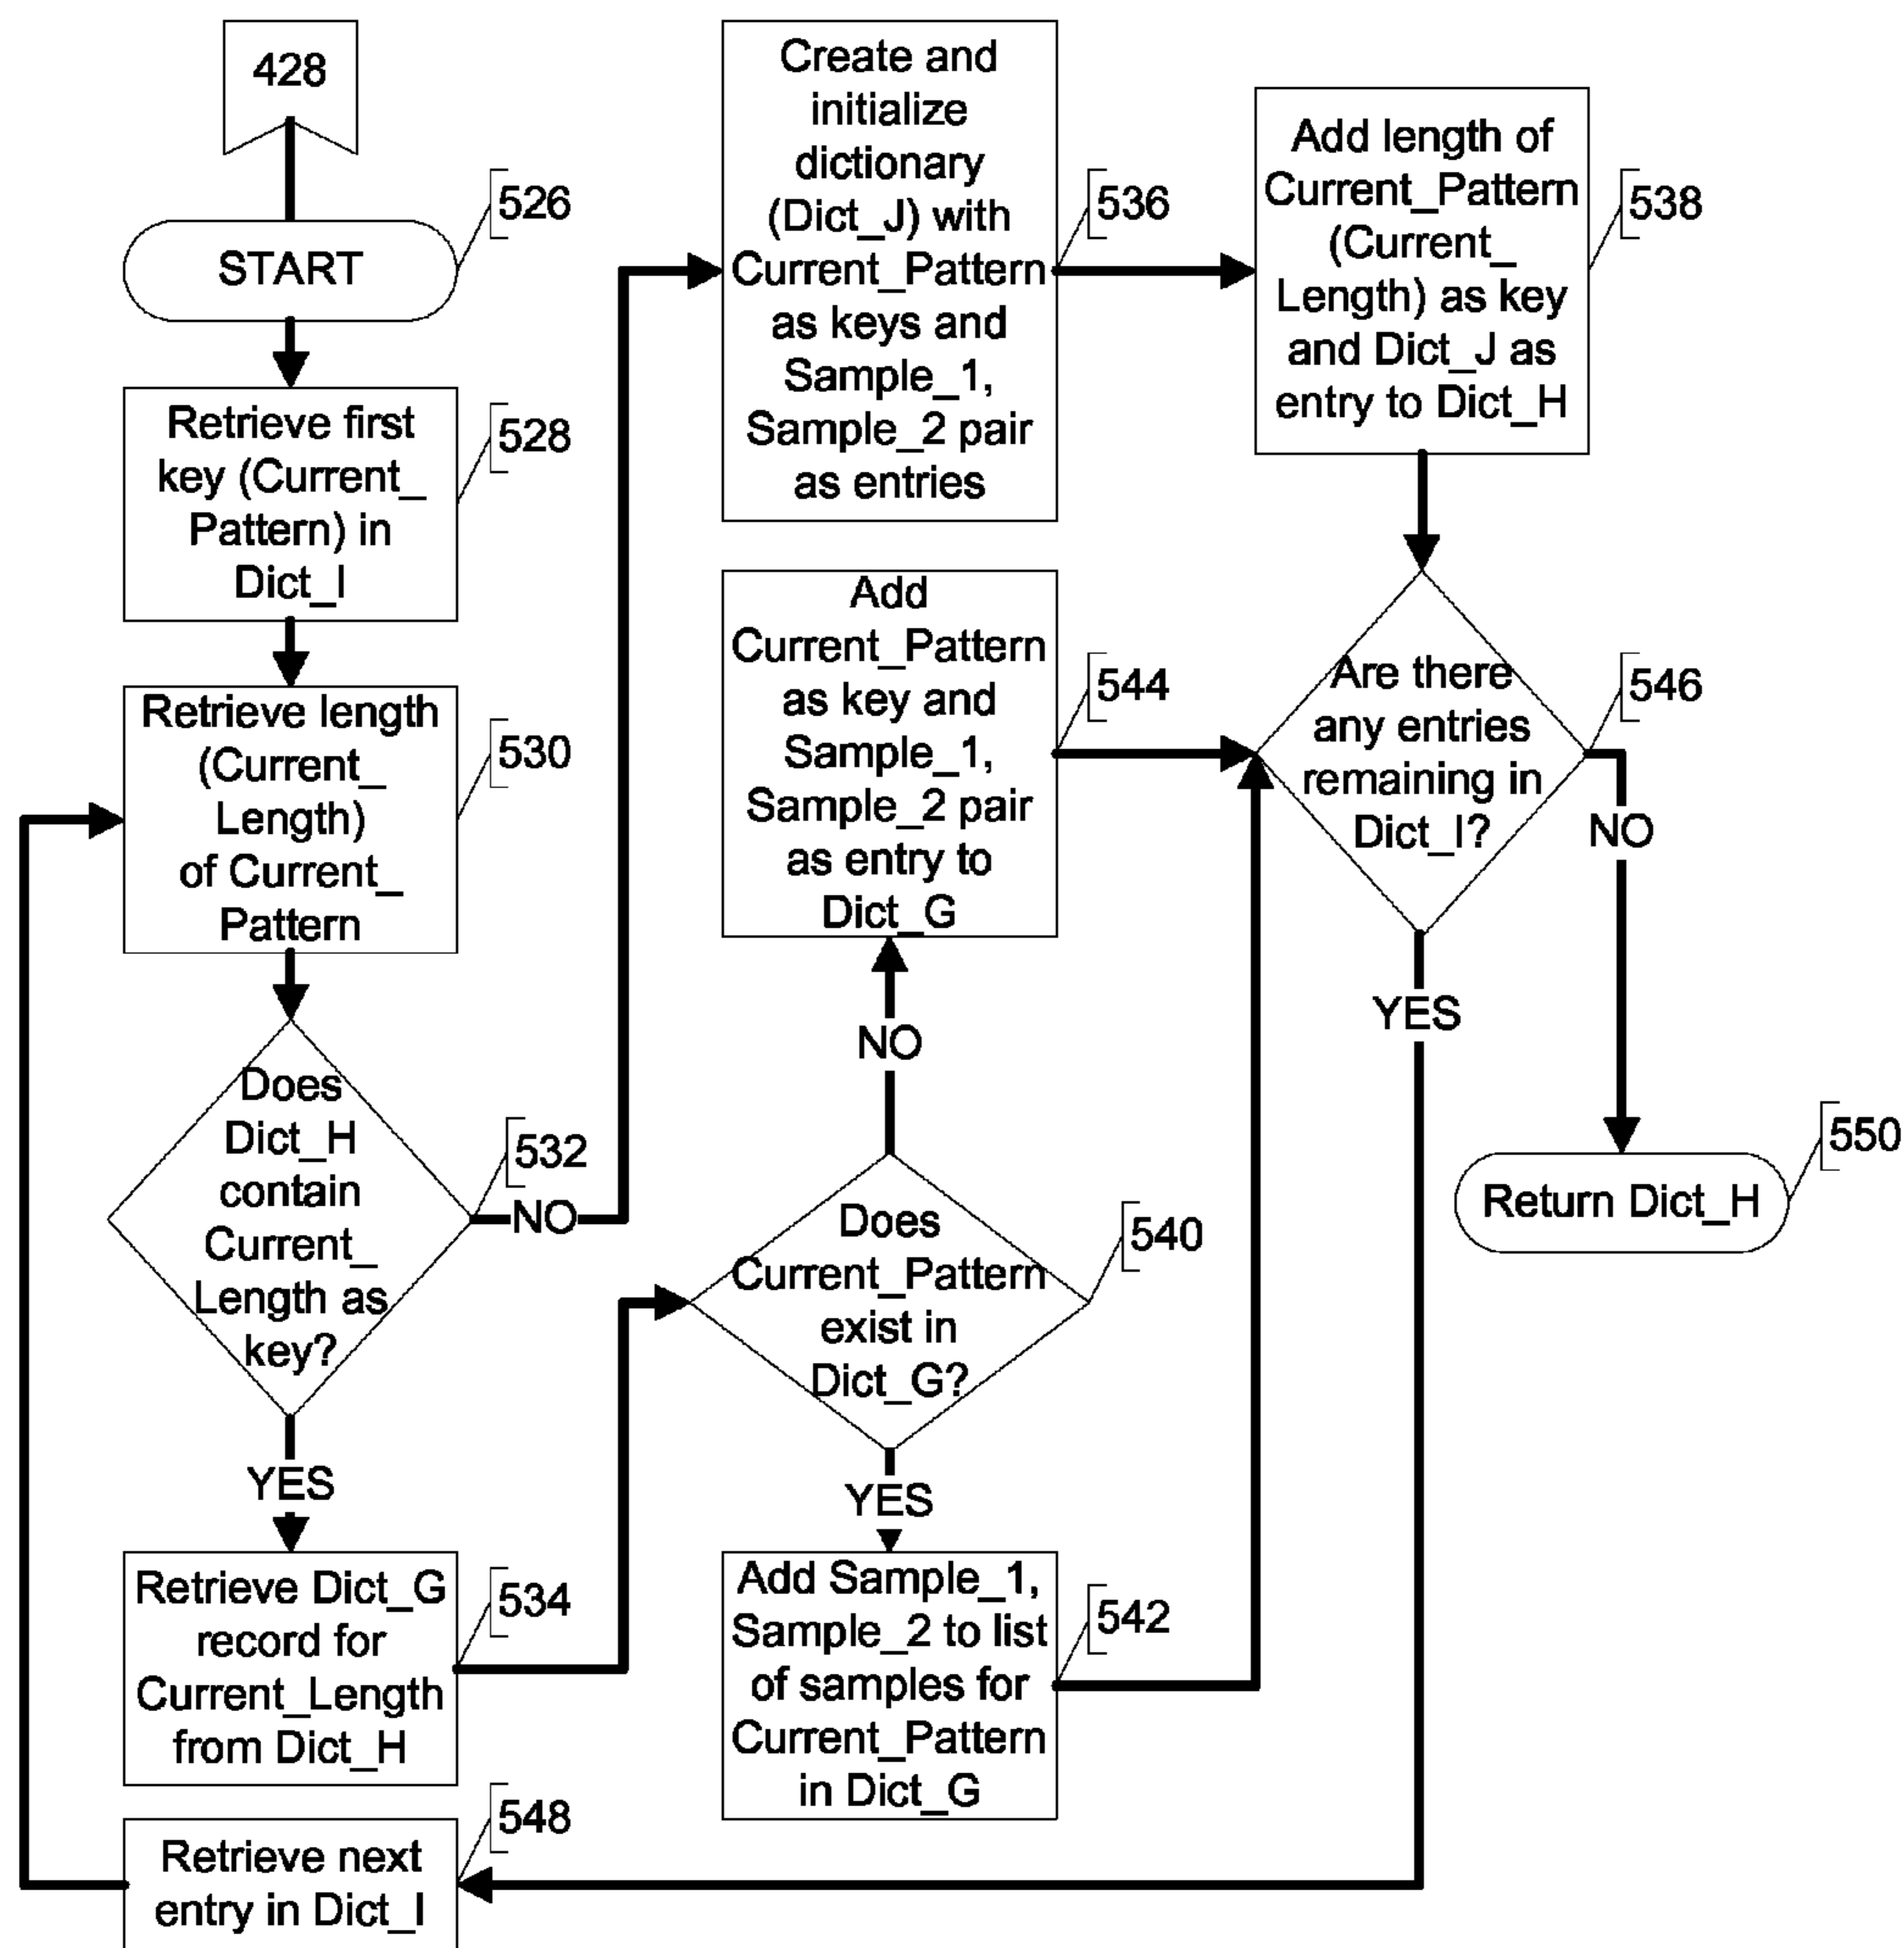 428
526
START
528
Retrieve first
key (Current_
Pattern) in
Dict_I
530
Retrieve length
(Current_
Length)
of Current_
Pattern
532
Does
Dict_H
contain
Current_
Length as
key?
NO
YES
534
Retrieve Dict_G
record for
Current_Length
from Dict_H
548
Retrieve next
entry in Dict_I
Create and
initialize
dictionary
(Dict_J) with
Current_Pattern
as keys and
Sample_1,
Sample_2 pair
as entries
536
Add
Current_Pattern
as key and
Sample_1,
Sample_2 pair
as entry to
Dict_G
544
NO
Does
Current_Pattern
exist in
Dict_G?
540
YES
Add Sample_1,
Sample_2 to list
of samples for
Current_Pattern
in Dict_G
542
Add length of
Current_Pattern
(Current_
Length) as key
and Dict_J as
entry to Dict_H
538
Are there
any entries
remaining in
Dict_I?
546
NO
YES
550
Return Dict_H